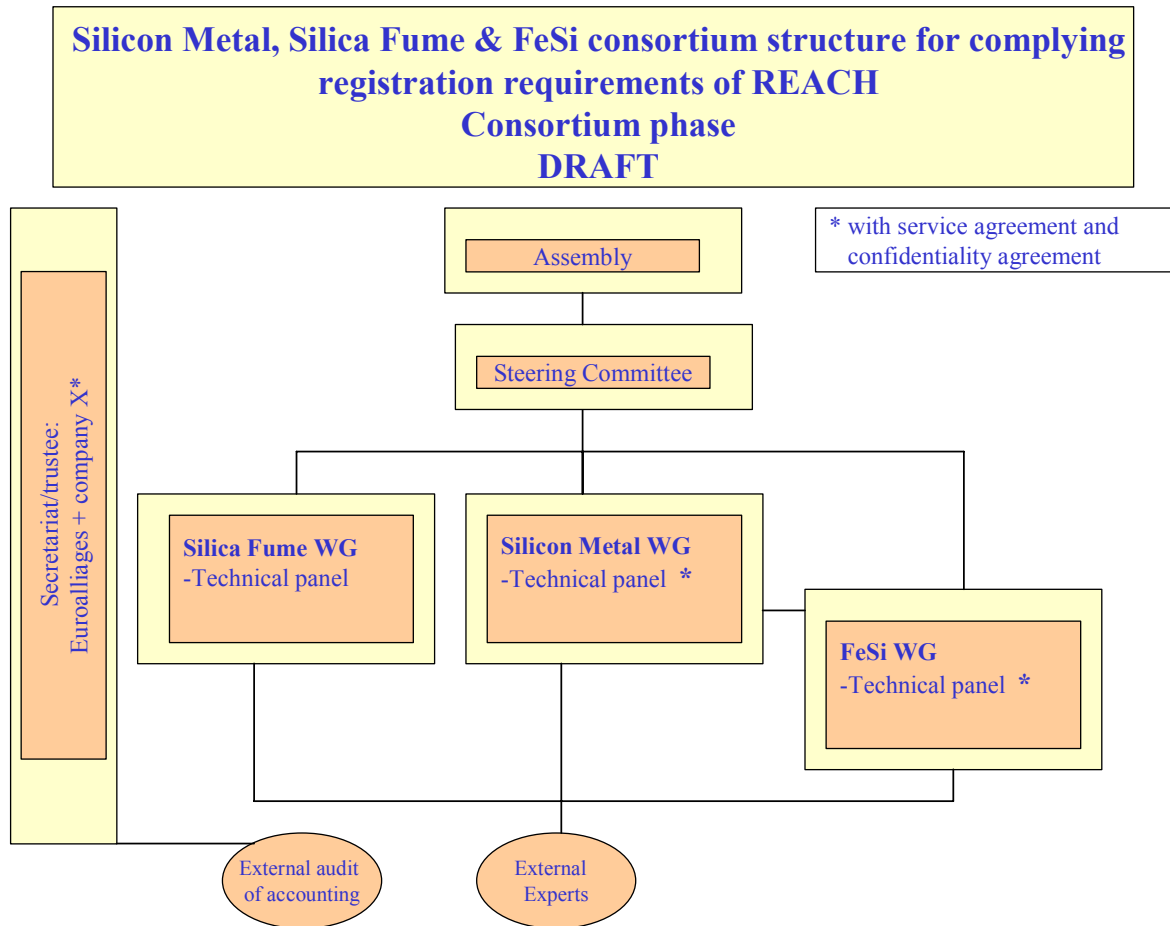 Silicon Metal, Silica Fume & FeSi consortium structure for complying
registration requirements of REACH
Consortium phase
DRAFT
* with service agreement and
confidentiality agreement
Assembly
Steering Committee
Secretariat/trustee:
Euroalliages + company X*
Silica Fume WG
-Technical panel
Silicon Metal WG
-Technical panel *
FeSi WG
-Technical panel *
External audit
of accounting
External
Experts